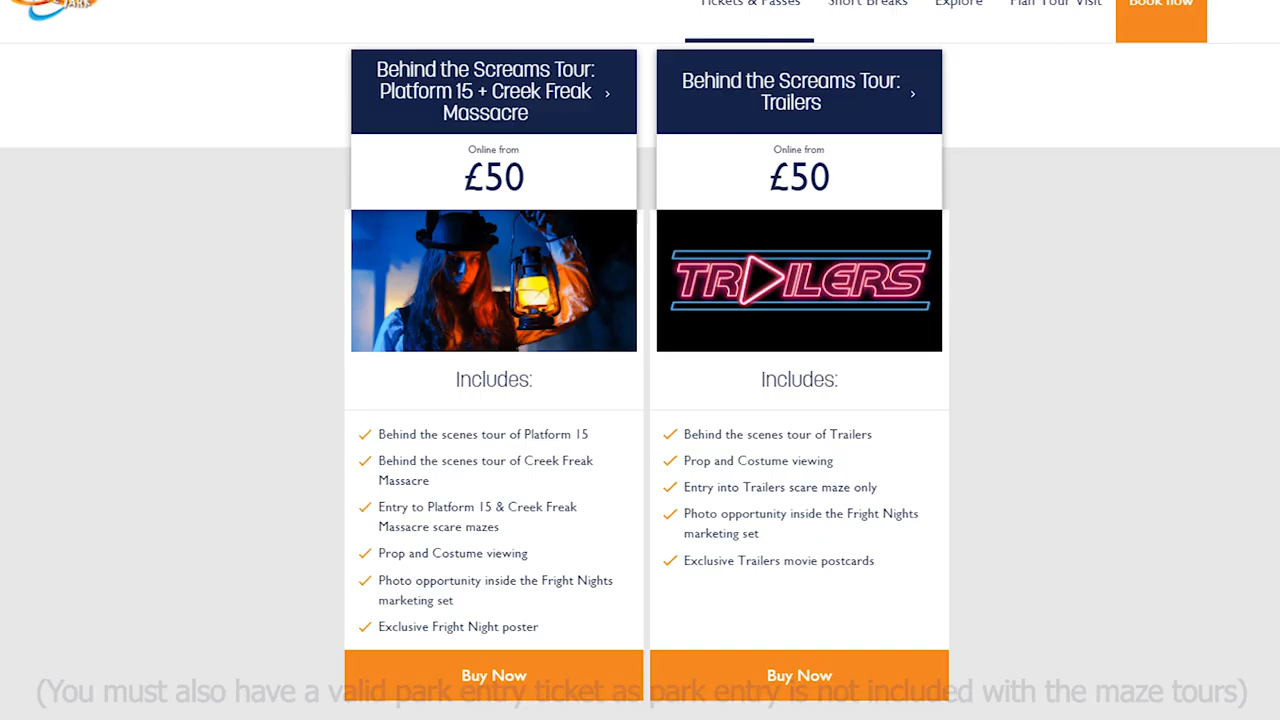 PARK
Tickets & Passes
Short Breaks
Explore
Plan Your Visit
Book now
Behind the Screams Tour:
Platform 15 + Creek Freak
Massacre
Online from
£50
Includes:
Behind the scenes tour of Platform 15
Behind the scenes tour of Creek Freak
Massacre
Entry to Platform 15 & Creek Freak
Massacre scare mazes
Prop and Costume viewing
Photo opportunity inside the Fright Nights
marketing set
Exclusive Fright Night poster
Buy Now
Behind the Screams Tour:
Trailers
Online from
£50
TRAILERS
Includes:
Behind the scenes tour of Trailers
Prop and Costume viewing
Entry into Trailers scare maze only
Photo opportunity inside the Fright Nights
marketing set
Exclusive Trailers movie postcards
Buy Now
(You must also have a valid park entry ticket as park entry is not included with the maze tours)